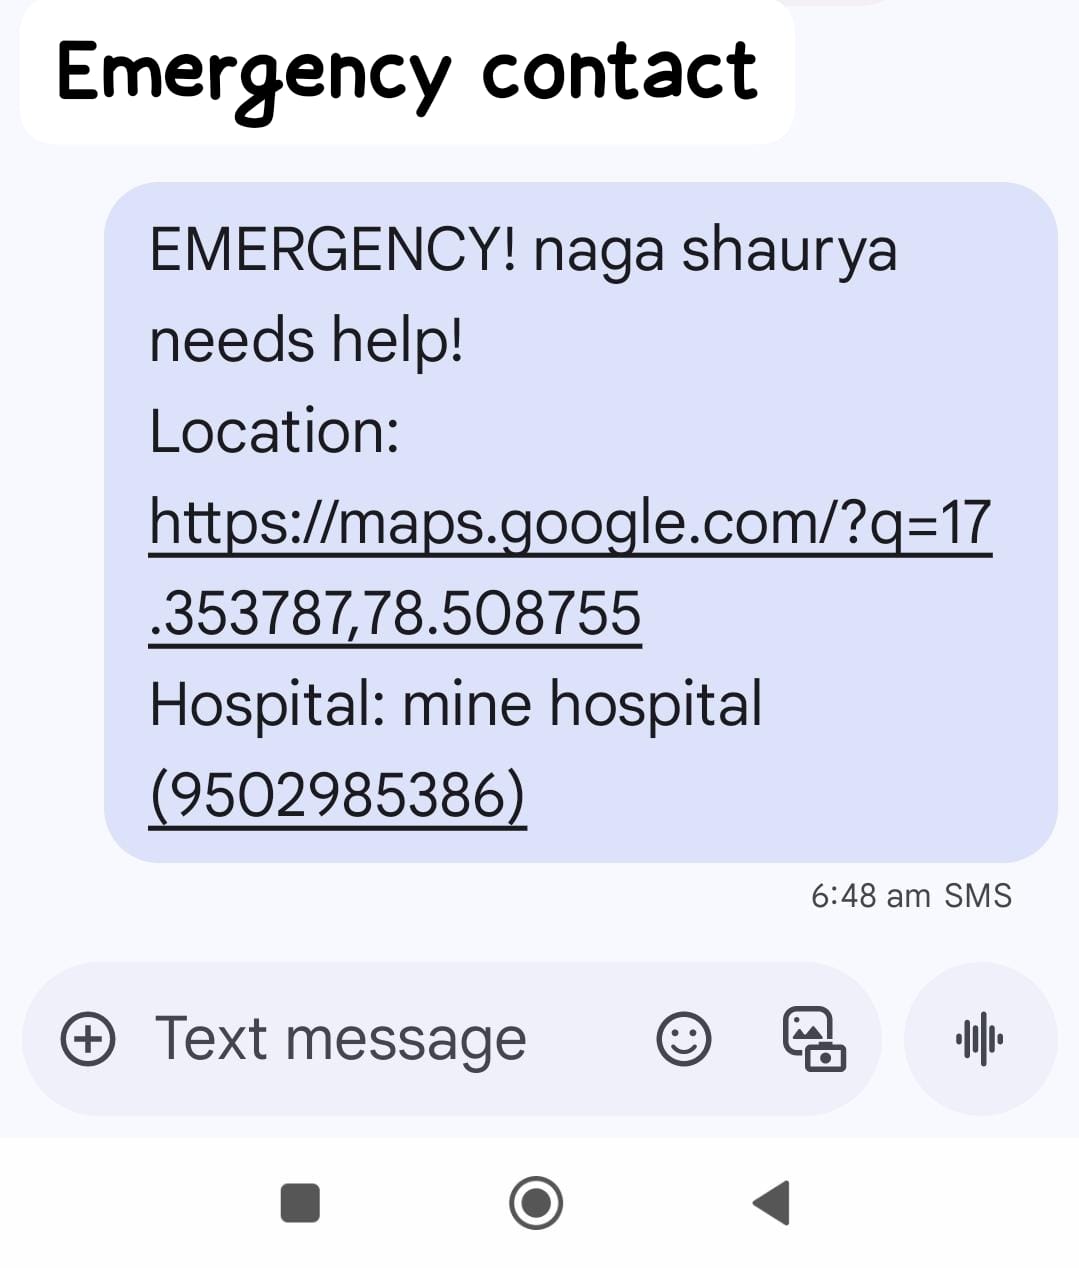 Emergency contact
EMERGENCY! naga shaurya
needs help!
Location:
https://maps.google.com/?q=17
.353787,78.508755
Hospital: mine hospital
(9502985386)
6:48 am SMS
Text message